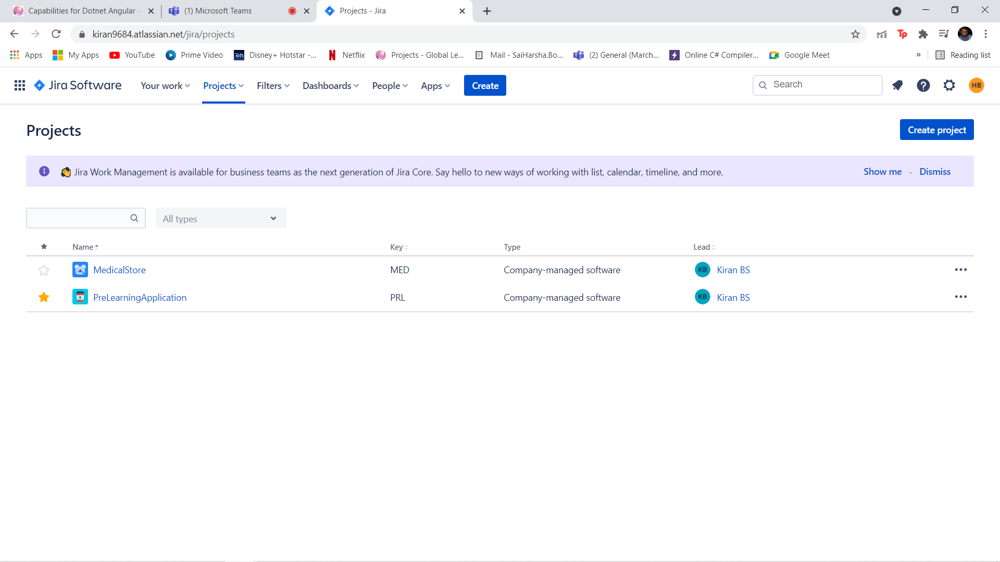 Capabilities for Dotnet Angular -
(1) Microsoft Teams
Projects - Jira
kiran9684.atlassian.net/jira/projects
Apps My Apps YouTube Prime Video Disney+ Hotstar -... Netflix Projects - Global Le... Mail - SaiHarsha.Bo... (2) General (March... Online C# Compiler... Google Meet » Reading list
Jira Software Your work Projects Filters Dashboards People Apps Create Search HB
Projects
Create project
Jira Work Management is available for business teams as the next generation of Jira Core. Say hello to new ways of working with list, calendar, timeline, and more.
Show me · Dismiss
All types
Name Key Type Lead
MedicalStore MED Company-managed software KB Kiran BS
PreLearningApplication PRL Company-managed software KB Kiran BS